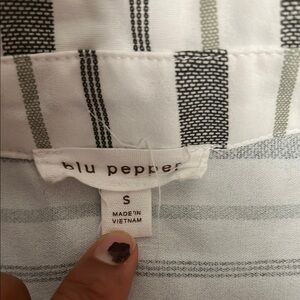 blu pepper
S
MADE IN
VIETNAM